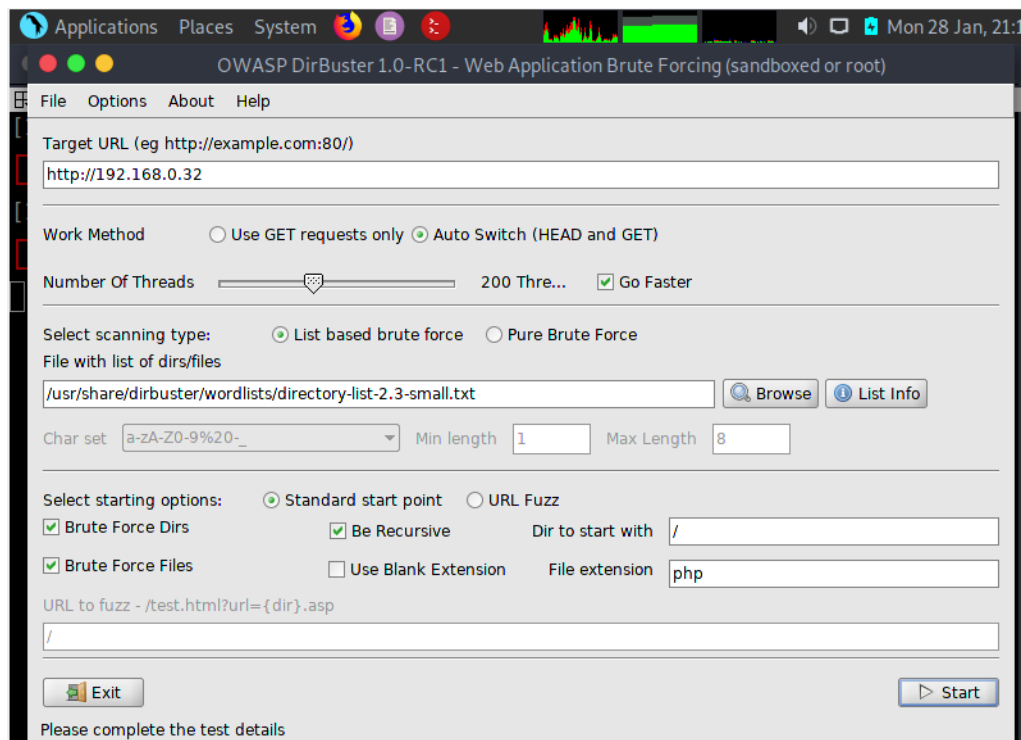 Applications Places System Mon 28 Jan, 21:1
OWASP DirBuster 1.0-RC1 - Web Application Brute Forcing (sandboxed or root)
File Options About Help
Target URL (eg http://example.com:80/)
http://192.168.0.32
Work Method Use GET requests only Auto Switch (HEAD and GET)
Number Of Threads 200 Thre... Go Faster
Select scanning type: List based brute force Pure Brute Force
File with list of dirs/files
/usr/share/dirbuster/wordlists/directory-list-2.3-small.txt Browse List Info
Char set a-zA-Z0-9%20-_ Min length 1 Max Length 8
Select starting options: Standard start point URL Fuzz
Brute Force Dirs Be Recursive Dir to start with /
Brute Force Files Use Blank Extension File extension php
URL to fuzz - /test.html?url={dir}.asp
/
Exit Start
Please complete the test details